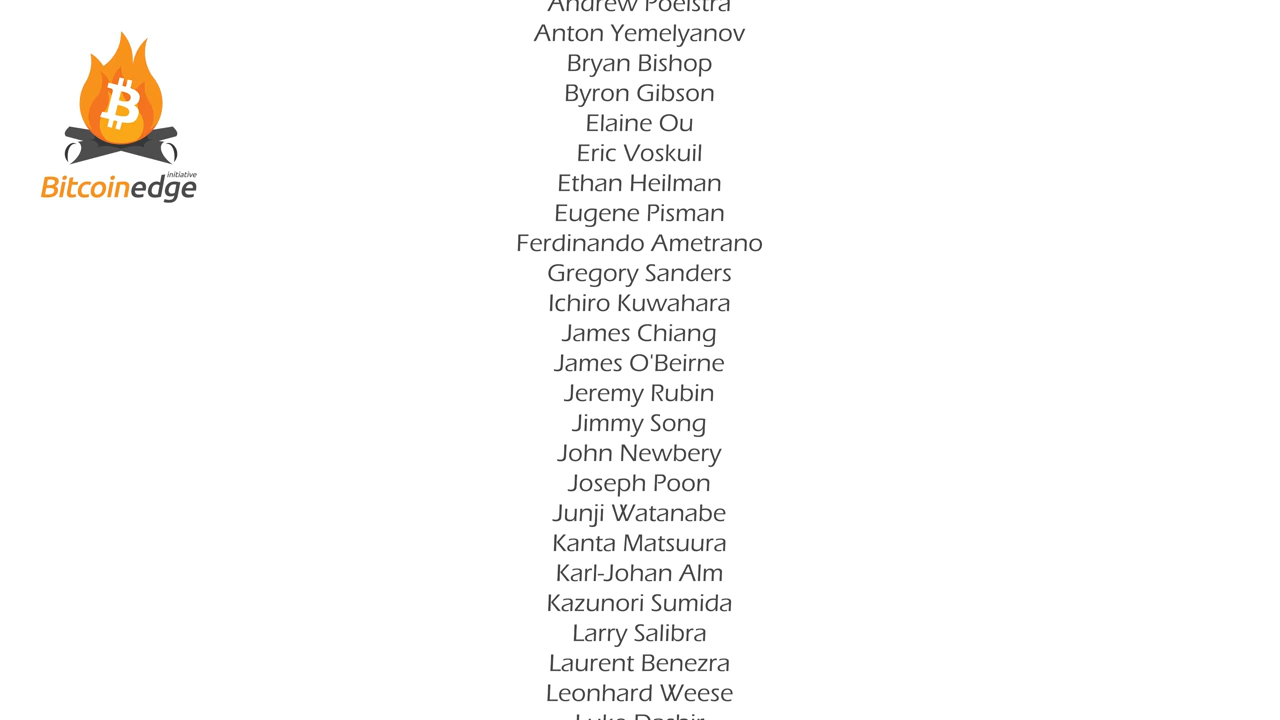 initiative
Bitcoinedge
Andrew Poelstra
Anton Yemelyanov
Bryan Bishop
Byron Gibson
Elaine Ou
Eric Voskuil
Ethan Heilman
Eugene Pisman
Ferdinando Ametrano
Gregory Sanders
Ichiro Kuwahara
James Chiang
James O'Beirne
Jeremy Rubin
Jimmy Song
John Newbery
Joseph Poon
Junji Watanabe
Kanta Matsuura
Karl-Johan Alm
Kazunori Sumida
Larry Salibra
Laurent Benezra
Leonhard Weese